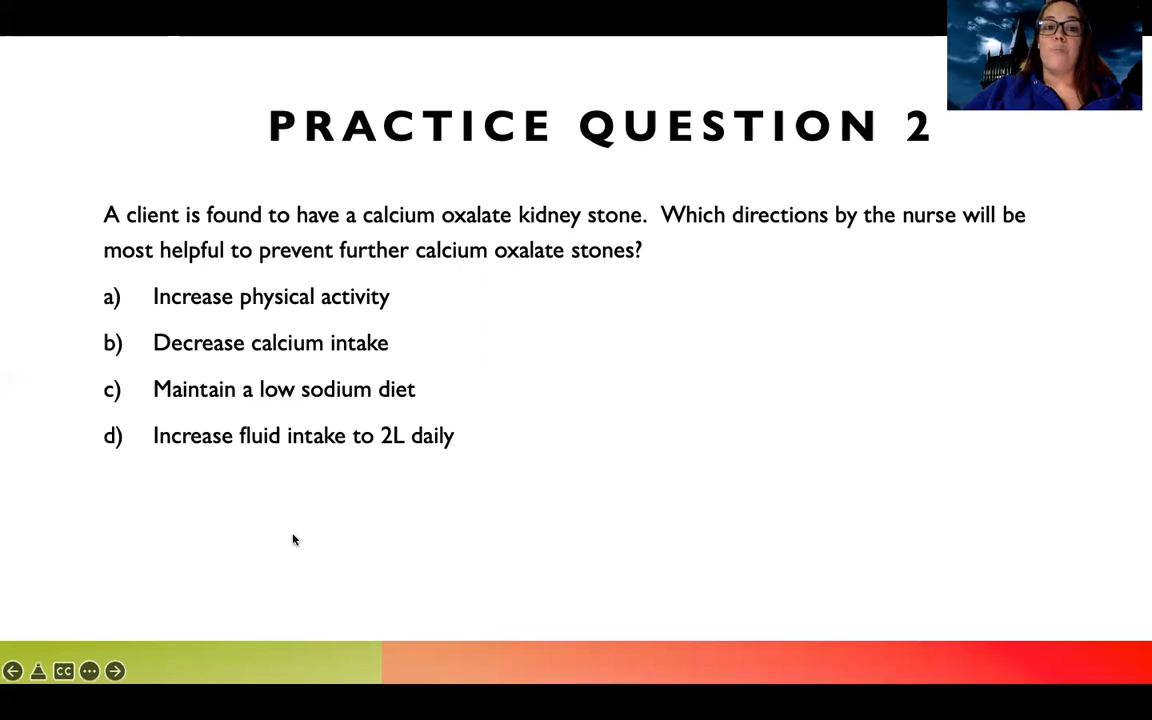 PRACTICE QUESTION 2
A client is found to have a calcium oxalate kidney stone.  Which directions by the nurse will be
most helpful to prevent further calcium oxalate stones?
a) Increase physical activity
b) Decrease calcium intake
c) Maintain a low sodium diet
d) Increase fluid intake to 2L daily
CC